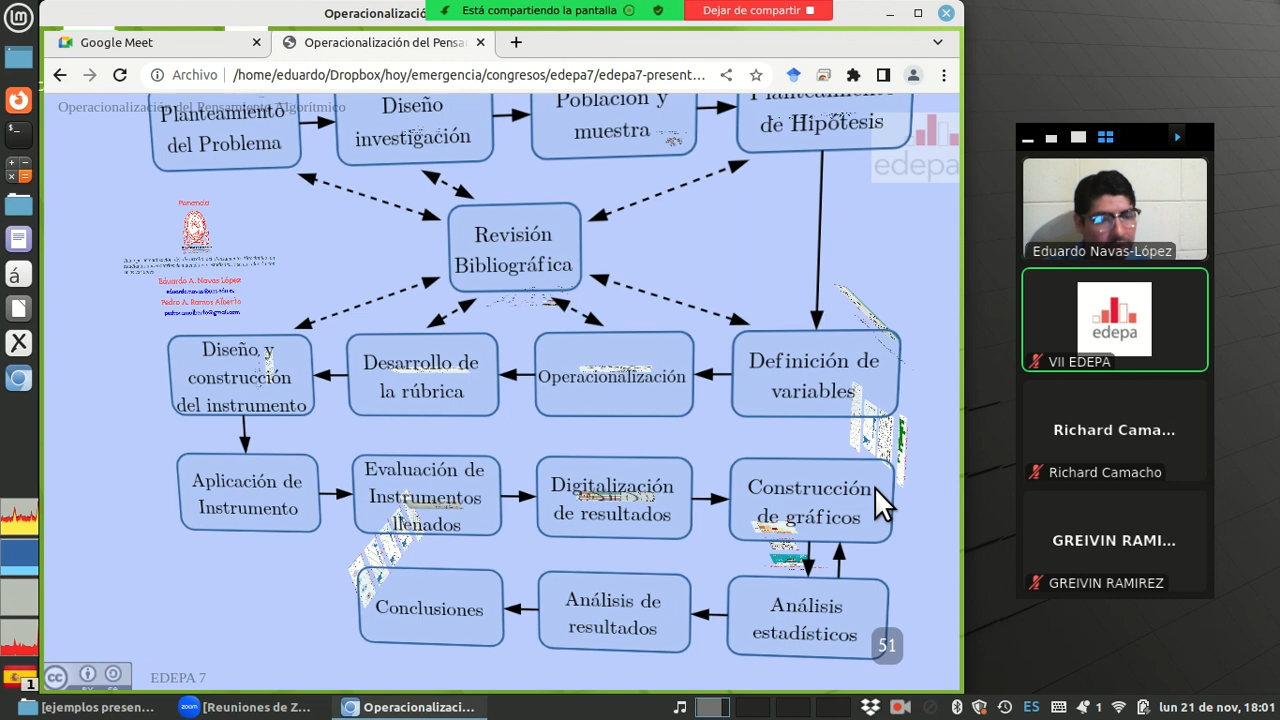 Operacionalizació
Está compartiendo la pantalla
Dejar de compartir
Google Meet
Operacionalización del Pensa
Archivo
/home/eduardo/Dropbox/hoy/emergencia/congresos/edepa7/edepa7-present...
Operacionalización del Pensamiento Algorítmico
Planteamiento
del Problema
Diseño
investigación
Población y
muestra
Planteamiento
de Hipótesis
edepa
Ponencia
Eduardo A. Navas López
Pedro A. Ramos Alberto
Revisión
Bibliográfica
Diseño y
construcción
del instrumento
Desarrollo de
la rúbrica
Operacionalización
Definición de
variables
Aplicación de
Instrumento
Evaluación de
Instrumentos
llenados
Digitalización
de resultados
Construcción
de gráficos
Conclusiones
Análisis de
resultados
Análisis
estadísticos
51
EDEPA 7
Eduardo Navas-López
edepa
VII EDEPA
Richard Cama...
Richard Camacho
GREIVIN RAMI...
GREIVIN RAMIREZ
á
X
1
[ejemplos presen...
zoom
[Reuniones de Z...
Operacionalizaci...
ES
1
lun 21 de nov, 18:01